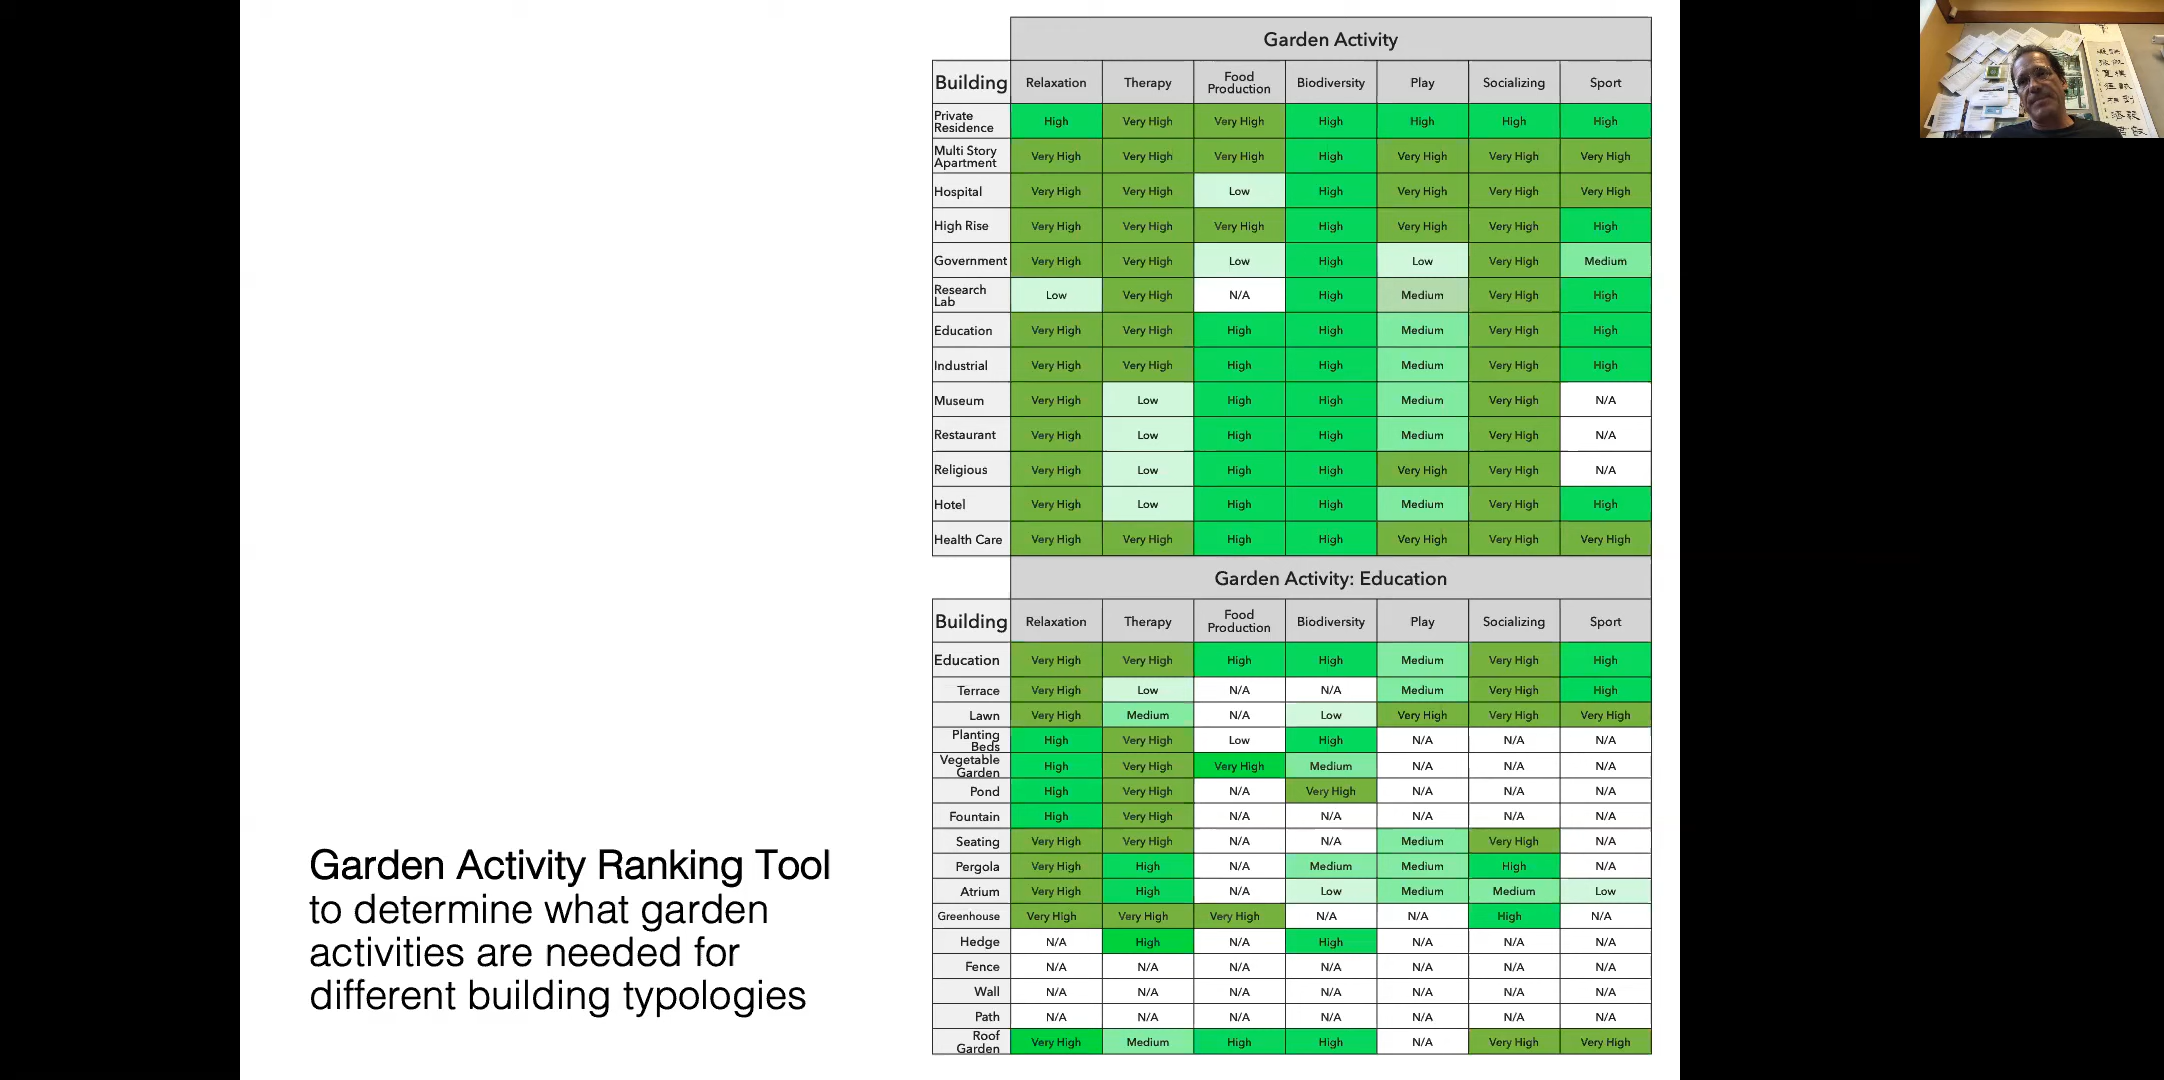 Garden Activity
Building Relaxation Therapy Food Production Biodiversity Play Socializing Sport
Private Residence High Very High Very High High High High High
Multi Story Apartment Very High Very High Very High High Very High Very High Very High
Hospital Very High Very High Low High Very High Very High Very High
High Rise Very High Very High Very High High Very High Very High High
Government Very High Very High Low High Low Very High Medium
Research Lab Low Very High N/A High Medium Very High High
Education Very High Very High High High Medium Very High High
Industrial Very High Very High High High Medium Very High High
Museum Very High Low High High Medium Very High N/A
Restaurant Very High Low High High Medium Very High N/A
Religious Very High Low High High Very High Very High N/A
Hotel Very High Low High High Medium Very High High
Health Care Very High Very High High High Very High Very High Very High
Garden Activity: Education
Building Relaxation Therapy Food Production Biodiversity Play Socializing Sport
Education Very High Very High High High Medium Very High High
Terrace Very High Low N/A N/A Medium Very High High
Lawn Very High Medium N/A Low Very High Very High Very High
Planting Beds High Very High Low High N/A N/A N/A
Vegetable Garden High Very High Very High Medium N/A N/A N/A
Pond High Very High N/A Very High N/A N/A N/A
Fountain High Very High N/A N/A N/A N/A N/A
Seating Very High Very High N/A N/A Medium Very High N/A
Pergola Very High High N/A Medium Medium High N/A
Atrium Very High High N/A Low Medium Medium Low
Greenhouse Very High Very High Very High N/A N/A High N/A
Hedge N/A High N/A High N/A N/A N/A
Fence N/A N/A N/A N/A N/A N/A N/A
Wall N/A N/A N/A N/A N/A N/A N/A
Path N/A N/A N/A N/A N/A N/A N/A
Roof Garden Very High Medium High High N/A Very High Very High
Garden Activity Ranking Tool
to determine what garden
activities are needed for
different building typologies